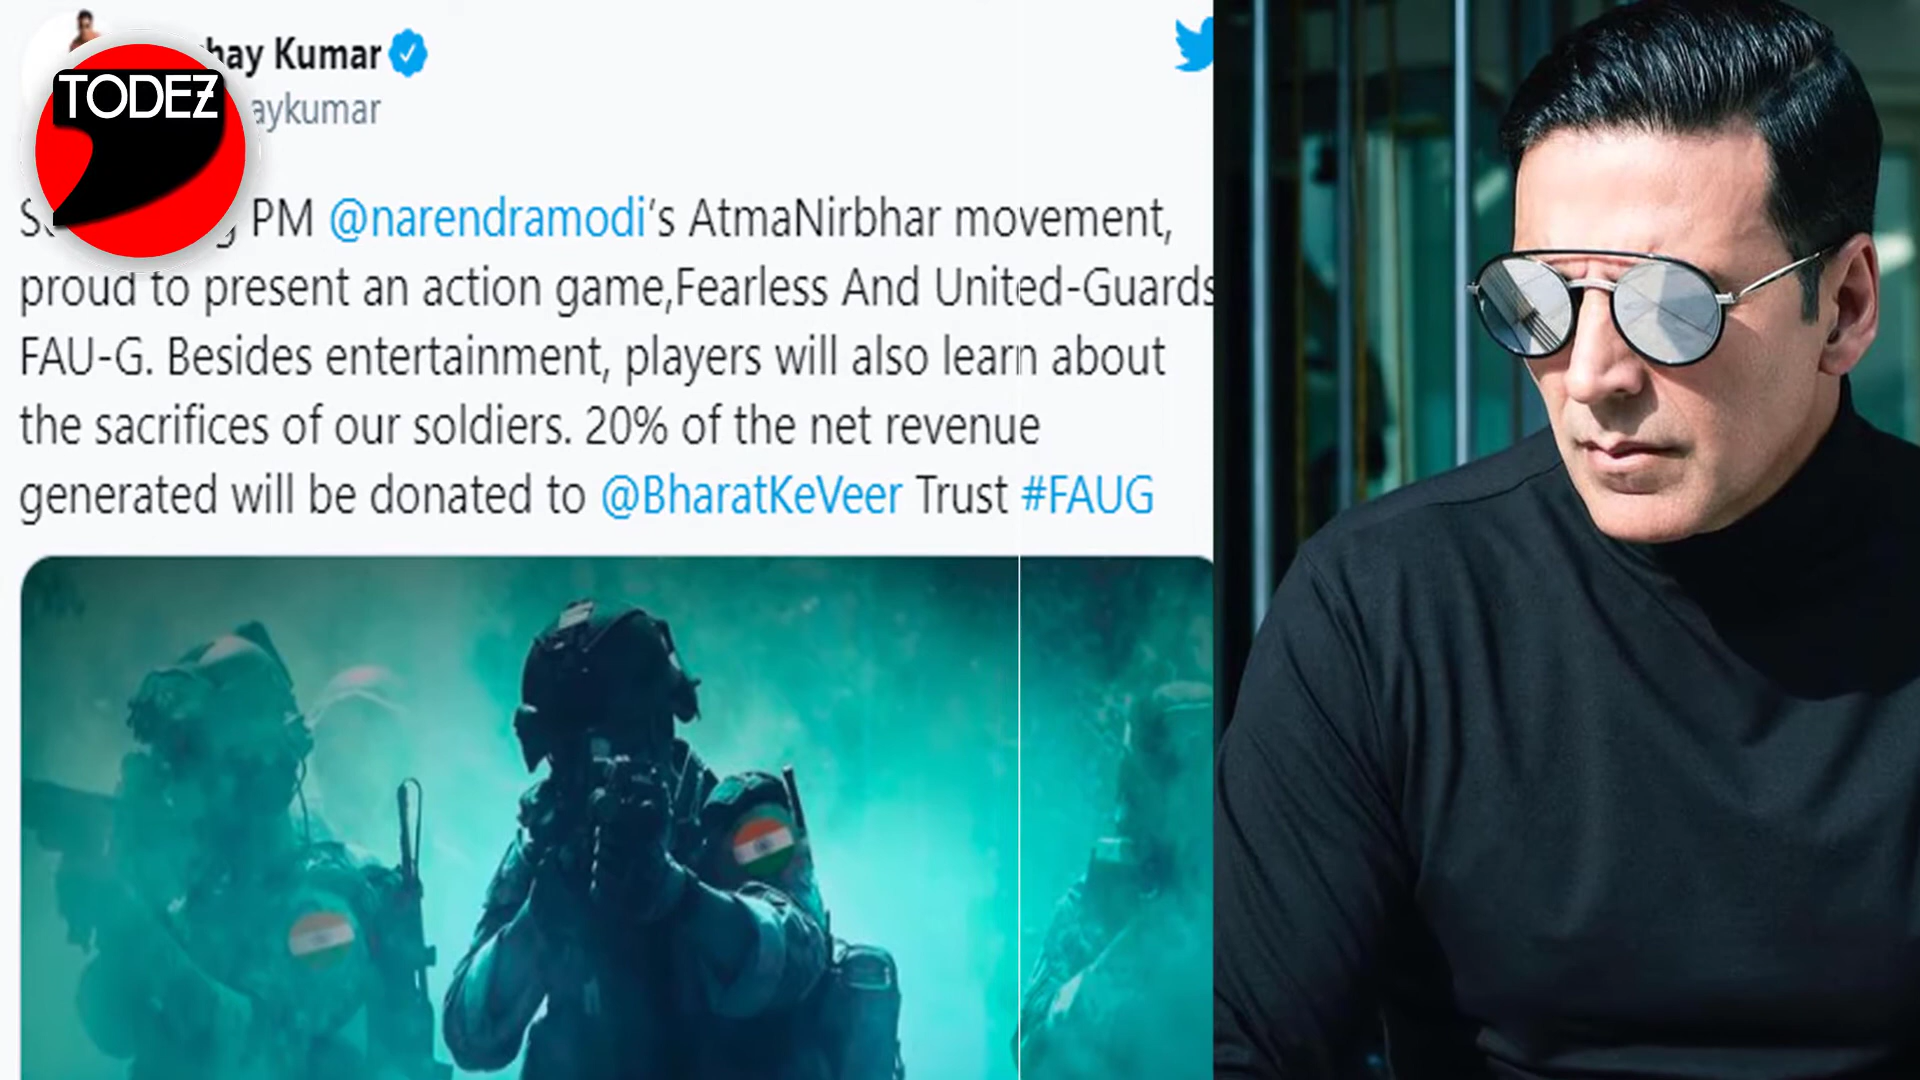 TODEZ
Kumar
aykumar
PM @narendramodi's AtmaNirbhar movement,
proud to present an action game,Fearless And United-Guards
FAU-G. Besides entertainment, players will also learn about
the sacrifices of our soldiers. 20% of the net revenue
generated will be donated to @BharatKeVeer Trust #FAUG